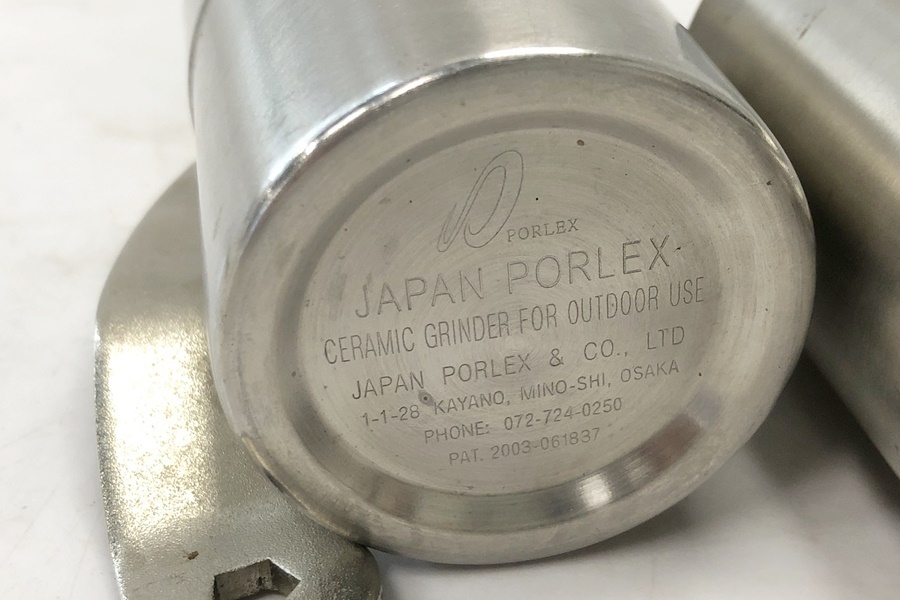 PORLEX
JAPAN PORLEX
CERAMIC GRINDER FOR OUTDOOR USE
JAPAN PORLEX & CO., LTD
1-1-28 KAYANO, MINO-SHI, OSAKA
PHONE: 072-724-0250
PAT. 2003-061837